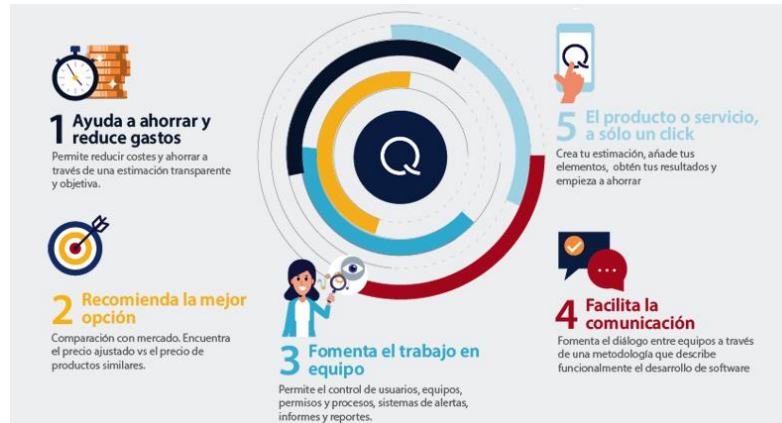 1 Ayuda a ahorrar y
reduce gastos
Permite reducir costes y ahorrar a
través de una estimación transparente
y objetiva.
2 Recomienda la mejor
opción
Comparación con mercado. Encuentra
el precio ajustado vs el precio de
productos similares.
3 Fomenta el trabajo en
equipo
Permite el control de usuarios, equipos,
permisos y procesos, sistemas de alertas,
informes y reportes.
4 Facilita la
comunicación
Fomenta el diálogo entre equipos a través
de una metodología que describe
funcionalmente el desarrollo de software
5 El producto o servicio,
a sólo un click
Crea tu estimación, añade tus
elementos, obtén tus resultados y
empieza a ahorrar
Q
Q